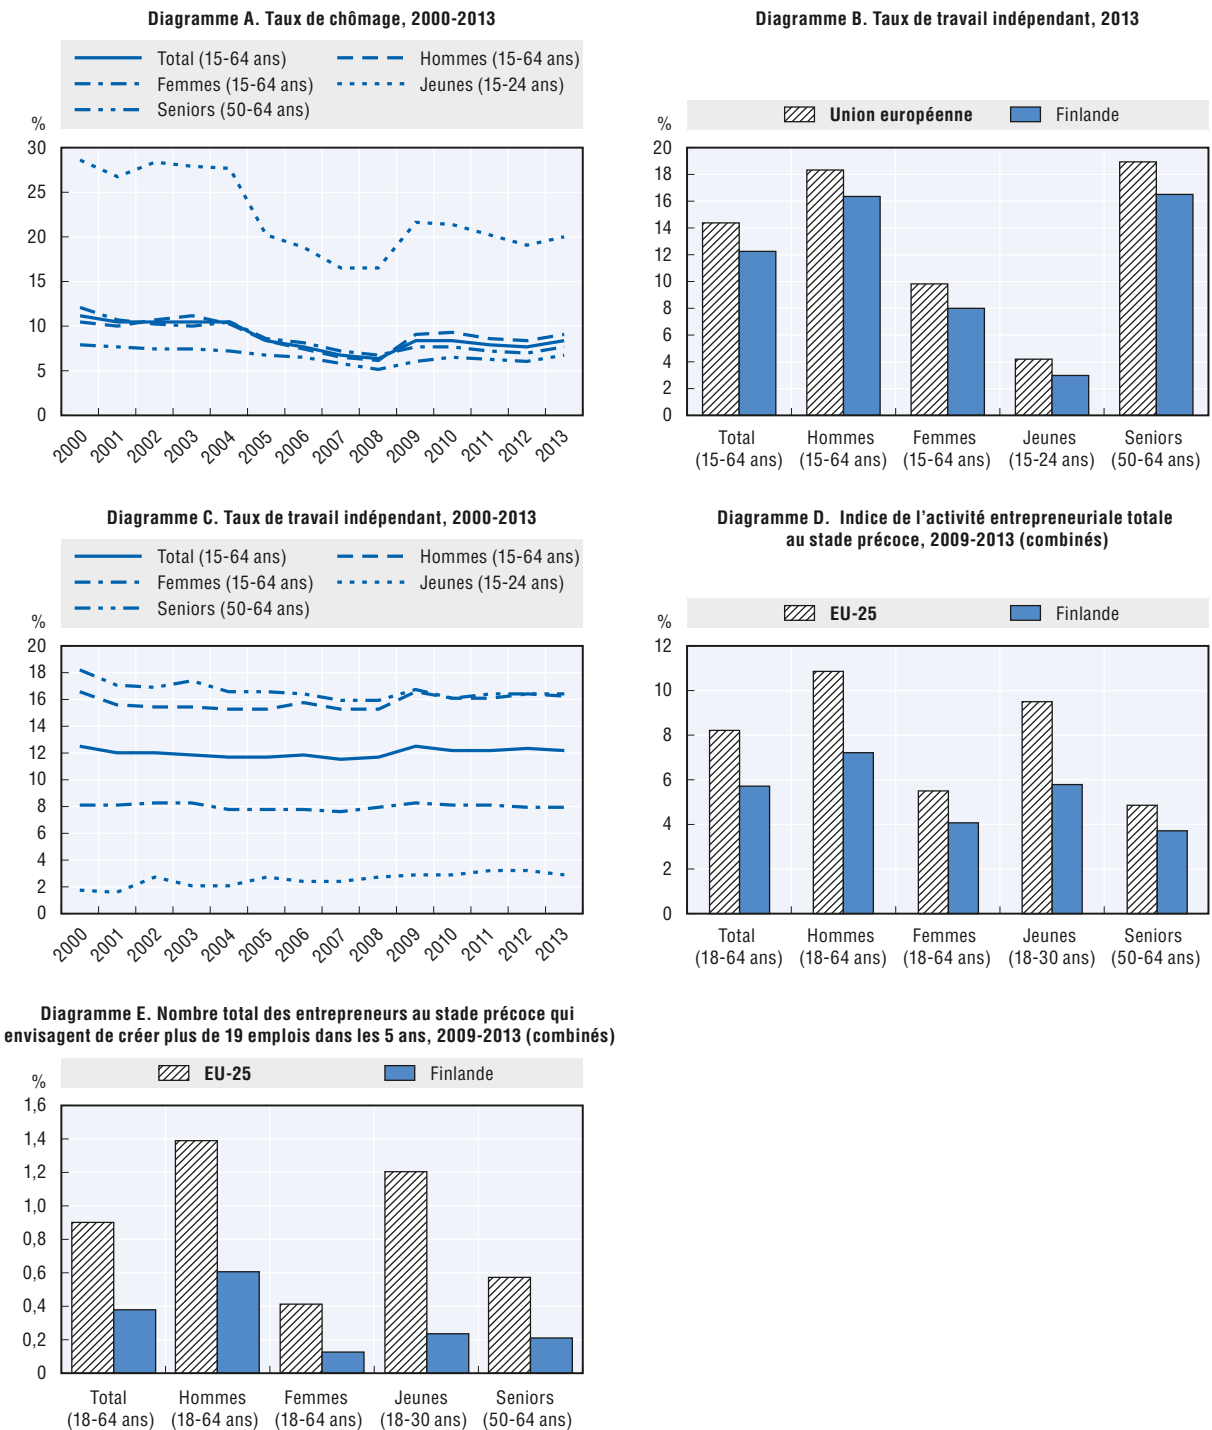 Diagramme A. Taux de chômage, 2000-2013
Total (15-64 ans)
Hommes (15-64 ans)
Femmes (15-64 ans)
Jeunes (15-24 ans)
Seniors (50-64 ans)
%
30
25
20
15
10
5
0
2000 2001 2002 2003 2004 2005 2006 2007 2008 2009 2010 2011 2012 2013
Diagramme B. Taux de travail indépendant, 2013
Union européenne
Finlande
%
20
18
16
14
12
10
8
6
4
2
0
Total Hommes Femmes Jeunes Seniors
(15-64 ans) (15-64 ans) (15-64 ans) (15-24 ans) (50-64 ans)
Diagramme C. Taux de travail indépendant, 2000-2013
Total (15-64 ans)
Hommes (15-64 ans)
Femmes (15-64 ans)
Jeunes (15-24 ans)
Seniors (50-64 ans)
%
20
18
16
14
12
10
8
6
4
2
0
2000 2001 2002 2003 2004 2005 2006 2007 2008 2009 2010 2011 2012 2013
Diagramme D. Indice de l'activité entrepreneuriale totale
au stade précoce, 2009-2013 (combinés)
EU-25
Finlande
%
12
10
8
6
4
2
0
Total Hommes Femmes Jeunes Seniors
(18-64 ans) (18-64 ans) (18-64 ans) (18-30 ans) (50-64 ans)
Diagramme E. Nombre total des entrepreneurs au stade précoce qui
envisagent de créer plus de 19 emplois dans les 5 ans, 2009-2013 (combinés)
EU-25
Finlande
%
1,6
1,4
1,2
1,0
0,8
0,6
0,4
0,2
0
Total Hommes Femmes Jeunes Seniors
(18-64 ans) (18-64 ans) (18-64 ans) (18-30 ans) (50-64 ans)